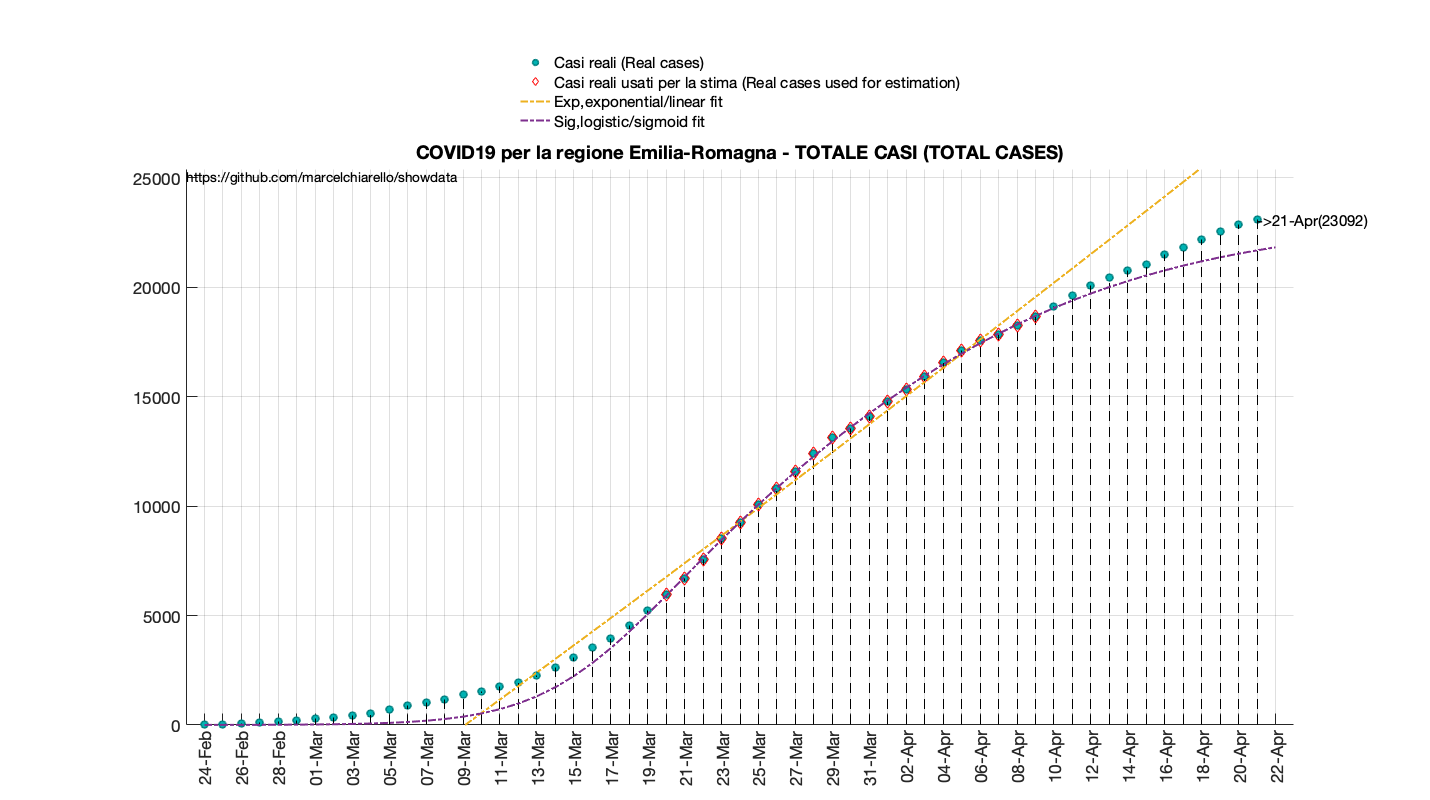 Casi reali (Real cases)
Casi reali usati per la stima (Real cases used for estimation)
Exp,exponential/linear fit
Sig,logistic/sigmoid fit
COVID19 per la regione Emilia-Romagna - TOTALE CASI (TOTAL CASES)
25000
https://github.com/marcelchiarello/showdata
->21-Apr(23092)
20000
15000
10000
5000
0
24-Feb
26-Feb
28-Feb
01-Mar
03-Mar
05-Mar
07-Mar
09-Mar
11-Mar
13-Mar
15-Mar
17-Mar
19-Mar
21-Mar
23-Mar
25-Mar
27-Mar
29-Mar
31-Mar
02-Apr
04-Apr
06-Apr
08-Apr
10-Apr
12-Apr
14-Apr
16-Apr
18-Apr
20-Apr
22-Apr